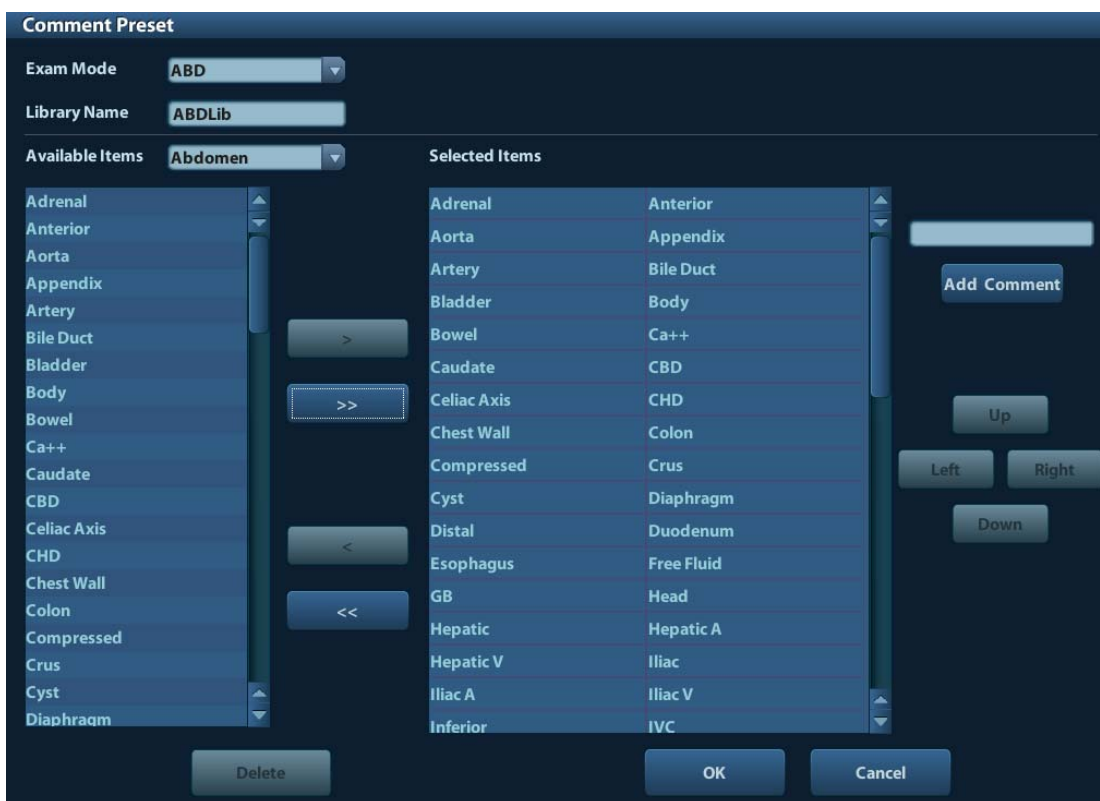 Comment Preset
Exam Mode ABD
Library Name ABDLib
Available Items Abdomen
Selected Items
Adrenal
Anterior
Aorta
Appendix
Artery
Bile Duct
Bladder
Body
Bowel
Ca++
Caudate
CBD
Celiac Axis
CHD
Chest Wall
Colon
Compressed
Crus
Cyst
Diaphragm
>
>>
<
<<
Adrenal Anterior
Aorta Appendix
Artery Bile Duct
Bladder Body
Bowel Ca++
Caudate CBD
Celiac Axis CHD
Chest Wall Colon
Compressed Crus
Cyst Diaphragm
Distal Duodenum
Esophagus Free Fluid
GB Head
Hepatic Hepatic A
Hepatic V Iliac
Iliac A Iliac V
Inferior IVC
Add Comment
Up
Left Right
Down
Delete OK Cancel